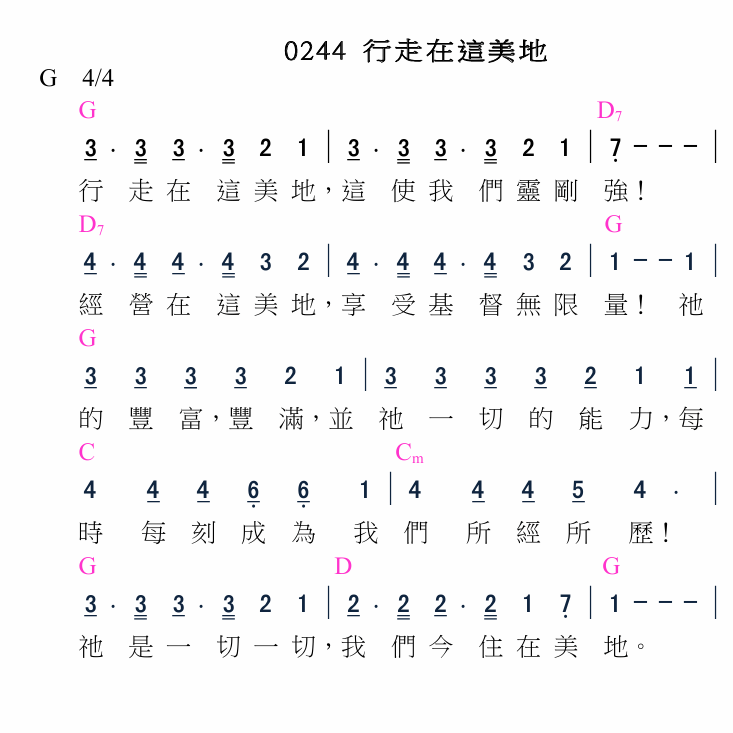 0244 行走在這美地
G 4/4
G D7
3 . 3 3 . 3 2 1 | 3 . 3 3 . 3 2 1 | 7 - - - |
行 走 在 這 美 地，這 使 我 們 靈 剛 強！
D7 G
4 . 4 4 . 4 3 2 | 4 . 4 4 . 4 3 2 | 1 - - 1 |
經 營 在 這 美 地，享 受 基 督 無 限 量！ 祂
G
3 3 3 3 2 1 | 3 3 3 3 2 1 1 |
的 豐 富，豐 滿，並 祂 一 切 的 能 力，每
C Cm
4 4 4 6 6 1 | 4 4 4 5 4 . |
時 每 刻 成 為 我 們 所 經 所 歷！
G D G
3 . 3 3 . 3 2 1 | 2 . 2 2 . 2 1 7 | 1 - - - |
祂 是 一 切 一 切，我 們 今 住 在 美 地。